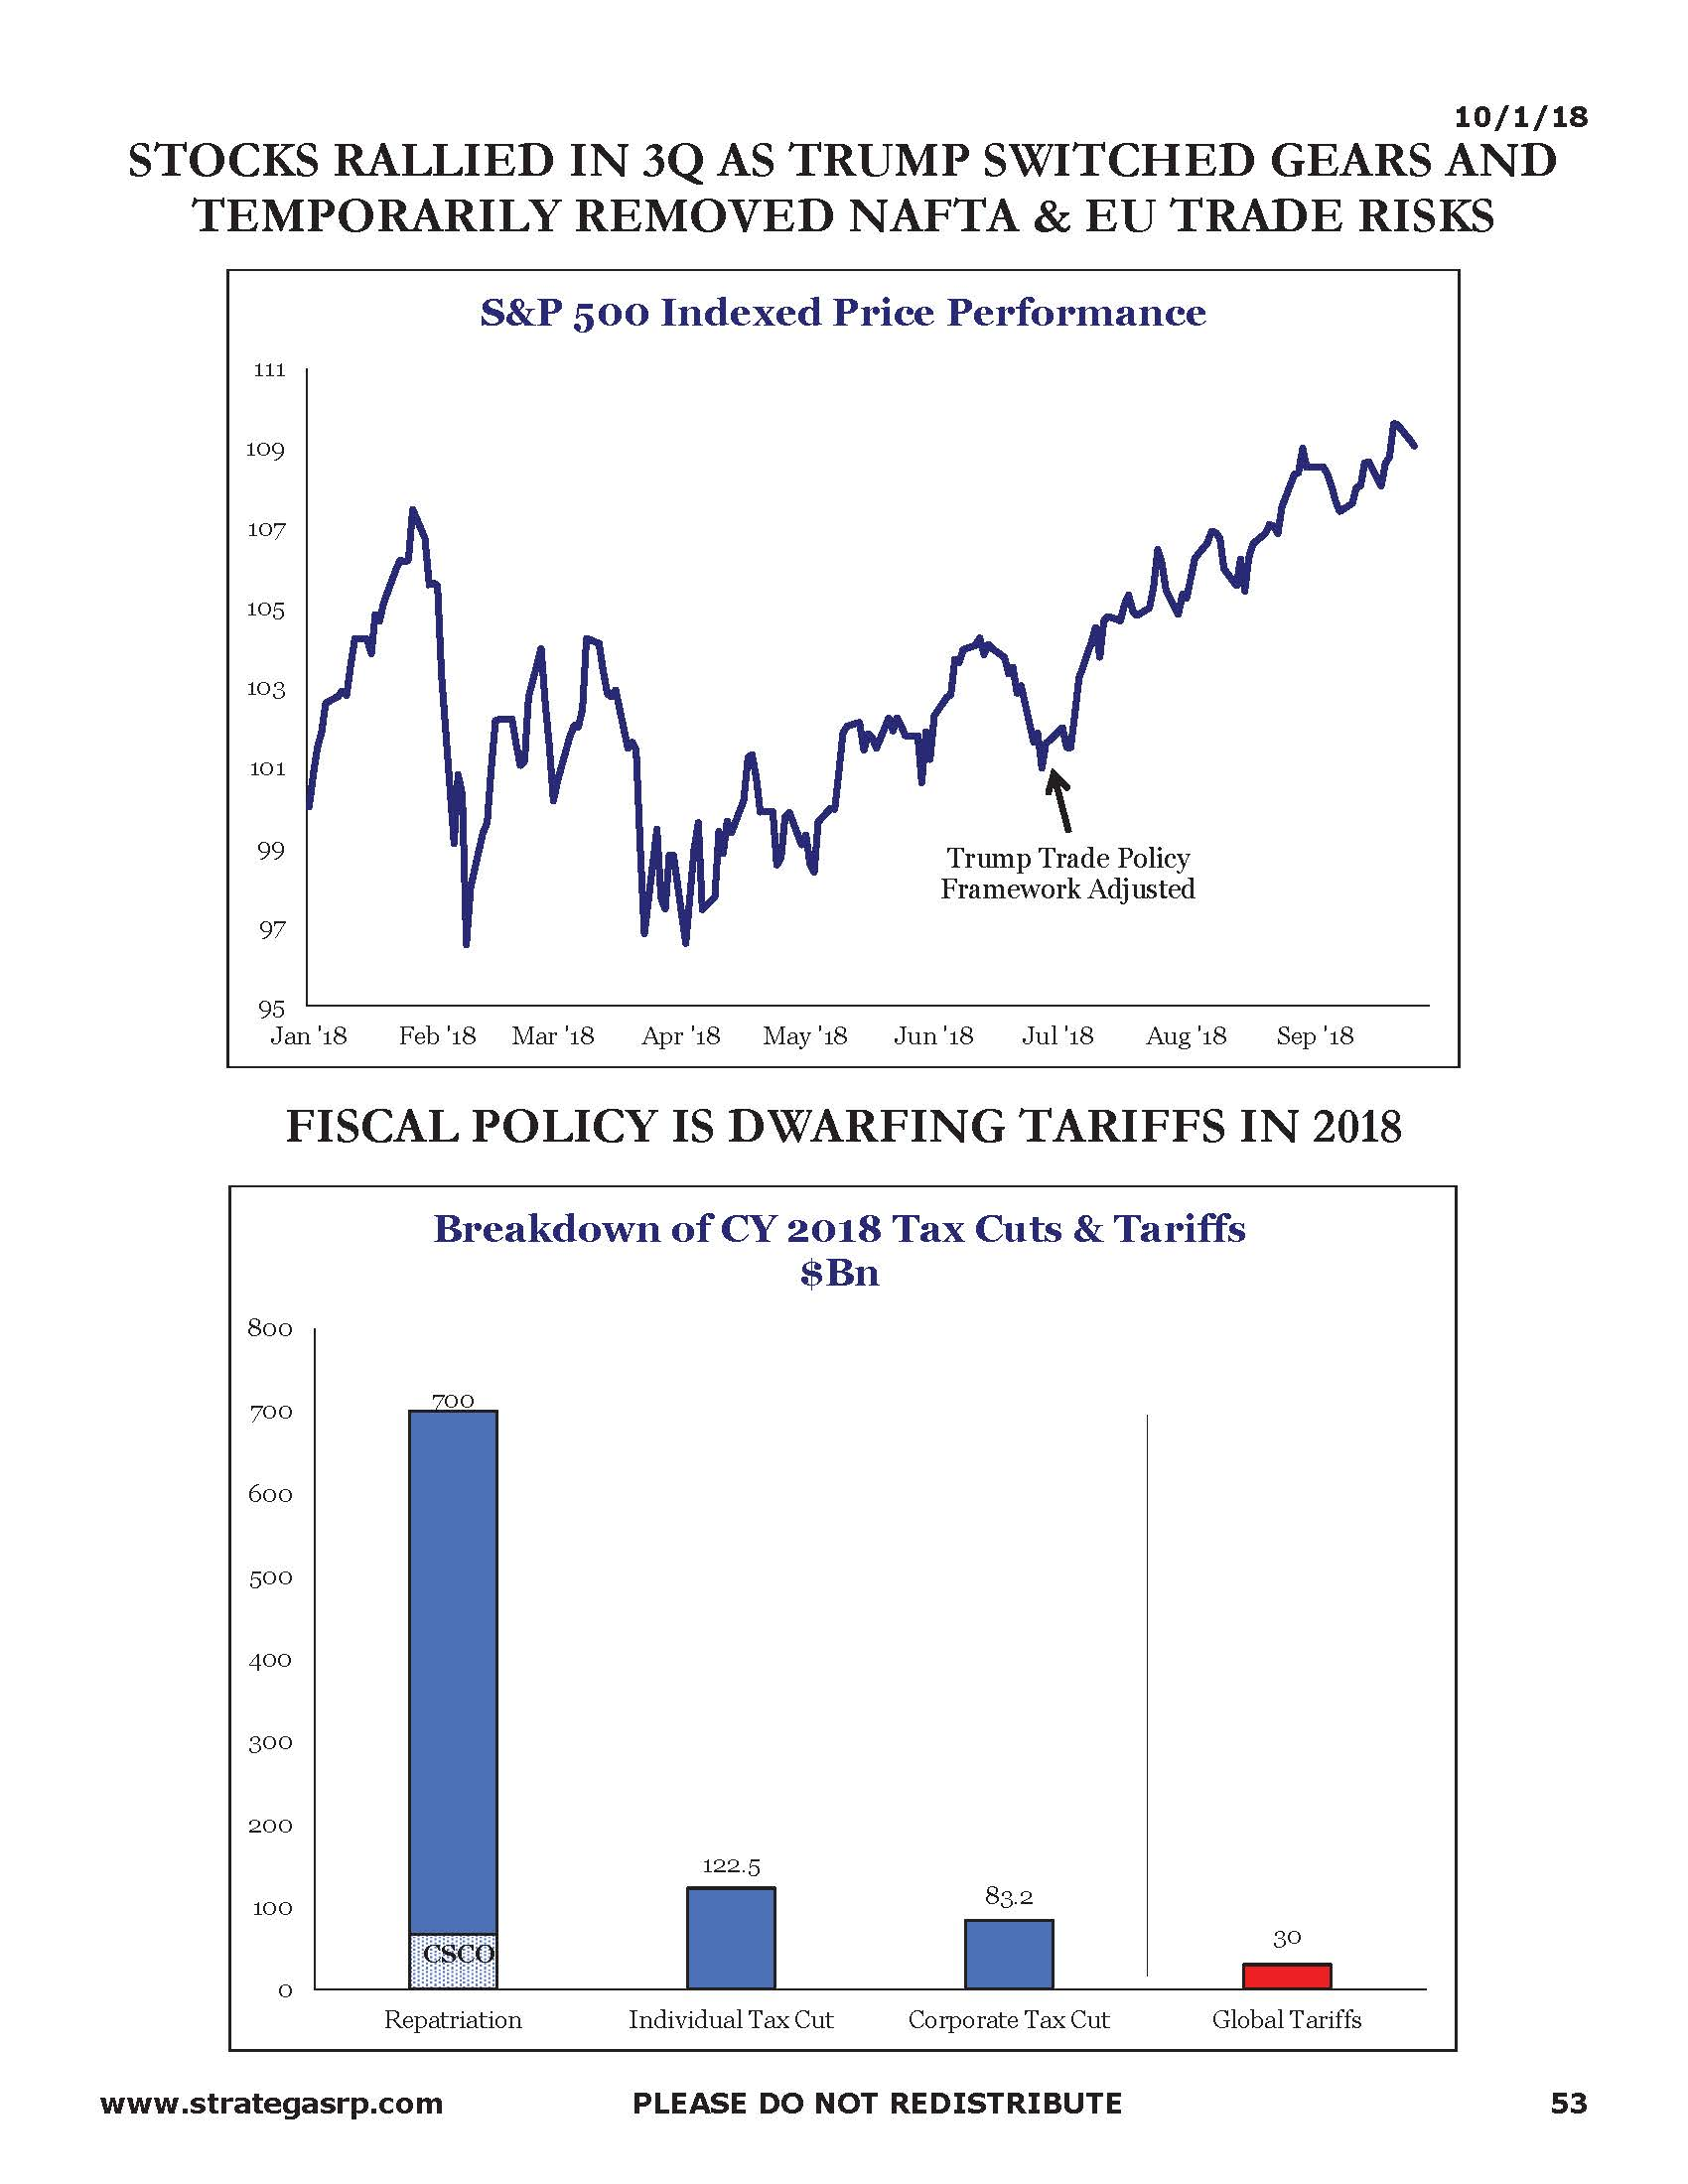 10/1/18
STOCKS RALLIED IN 3Q AS TRUMP SWITCHED GEARS AND
TEMPORARILY REMOVED NAFTA & EU TRADE RISKS
S&P 500 Indexed Price Performance
111
109
107
105
103
101
99
97
95
Trump Trade Policy
Framework Adjusted
Jan '18 Feb '18 Mar '18 Apr '18 May '18 Jun '18 Jul '18 Aug '18 Sep '18
FISCAL POLICY IS DWARFING TARIFFS IN 2018
Breakdown of CY 2018 Tax Cuts & Tariffs
$Bn
800
700
600
500
400
300
200
100
0
700
CSCO
122.5
83.2
30
Repatriation Individual Tax Cut Corporate Tax Cut Global Tariffs
www.strategasrp.com PLEASE DO NOT REDISTRIBUTE 53